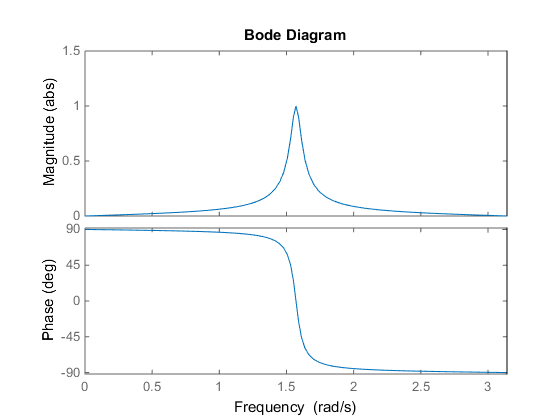 Bode Diagram
Magnitude (abs)
1.5
1
0.5
0
Phase (deg)
90
45
0
-45
-90
0 0.5 1 1.5 2 2.5 3
Frequency (rad/s)